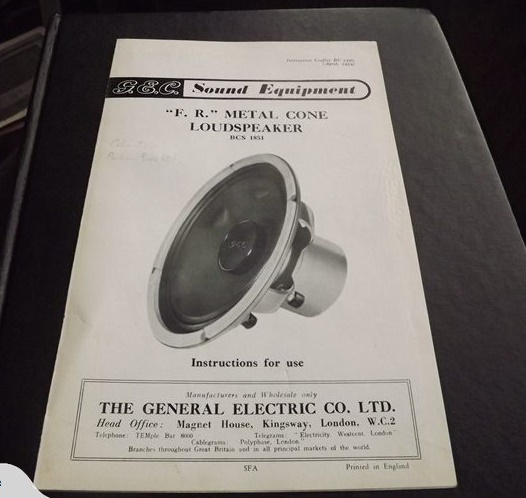 G.E.C. Sound Equipment
"F. R." METAL CONE
LOUDSPEAKER
BCS 1851
GEC
Instructions for use
Manufacturers and Wholesale only
THE GENERAL ELECTRIC CO. LTD.
Head Office: Magnet House, Kingsway, London, W.C.2
Telephone: TEMple Bar 8000 Telegrams: "Electricity, Westcent, London"
Cablegrams: Polyphase, London
Branches throughout Great Britain and in all principal markets of the world.
SFA Printed in England